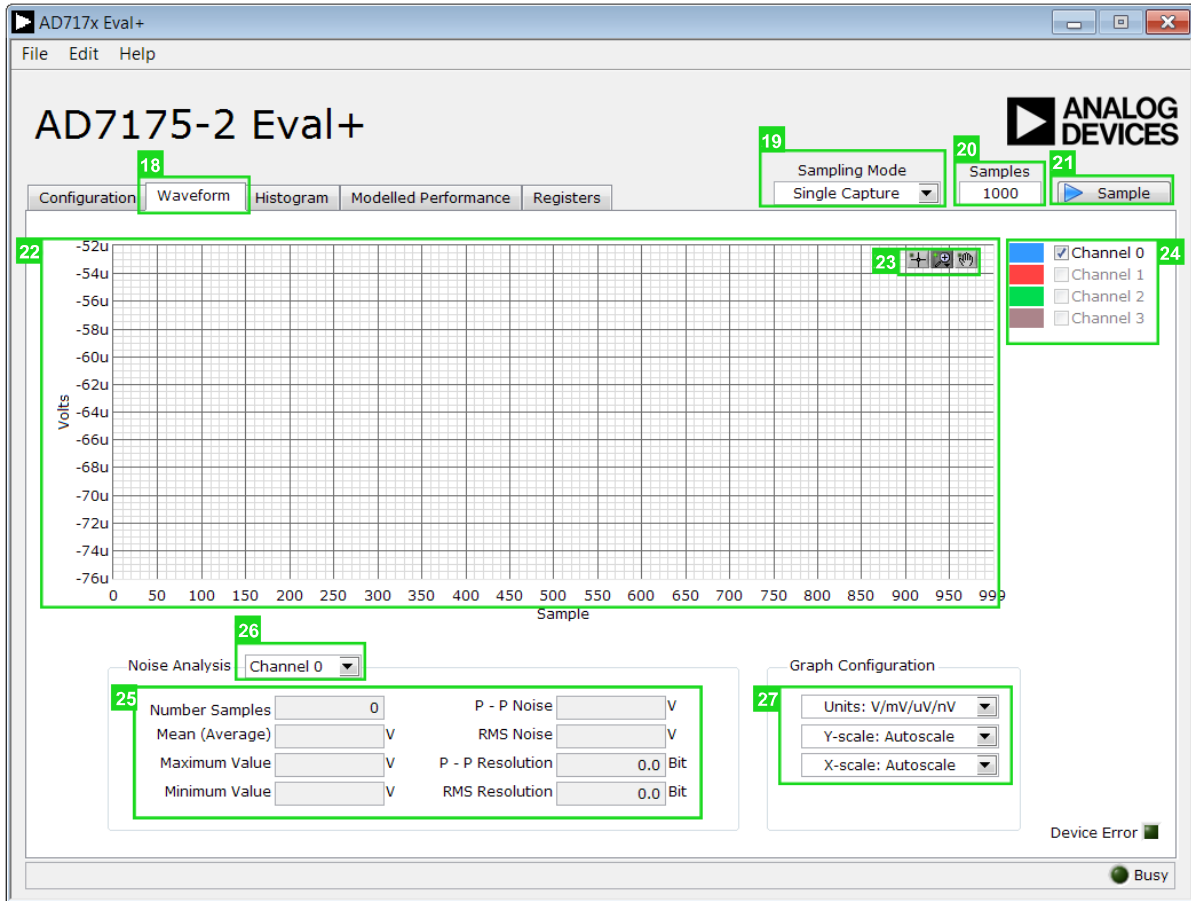 AD717x Eval+
File Edit Help
AD7175-2 Eval+
ANALOG
DEVICES
18
19
20
21
Sampling Mode
Samples
Configuration Waveform Histogram Modelled Performance Registers
Single Capture
1000
Sample
22
23
24
-52u
-54u
-56u
-58u
-60u
-62u
-64u
-66u
-68u
-70u
-72u
-74u
-76u
Volts
0 50 100 150 200 250 300 350 400 450 500 550 600 650 700 750 800 850 900 950 999
Sample
Channel 0
Channel 1
Channel 2
Channel 3
26
Noise Analysis Channel 0
25
Number Samples 0
Mean (Average) V
Maximum Value V
Minimum Value V
P - P Noise V
RMS Noise V
P - P Resolution 0.0 Bit
RMS Resolution 0.0 Bit
Graph Configuration
27
Units: V/mV/uV/nV
Y-scale: Autoscale
X-scale: Autoscale
Device Error
Busy